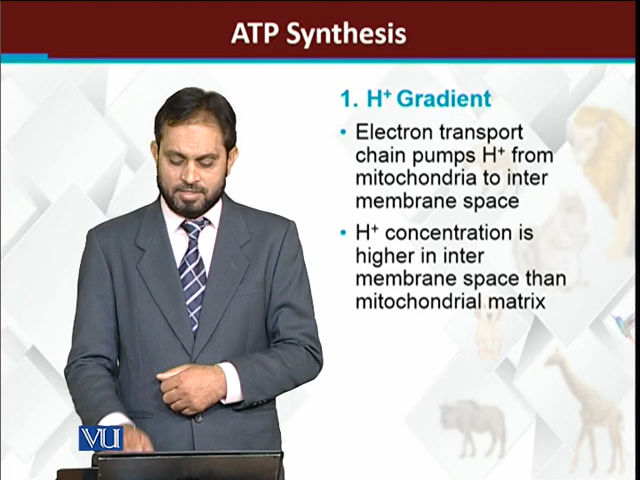 ATP Synthesis
1. H⁺ Gradient
• Electron transport
chain pumps H⁺ from
mitochondria to inter
membrane space
• H⁺ concentration is
higher in inter
membrane space than
mitochondrial matrix
VU